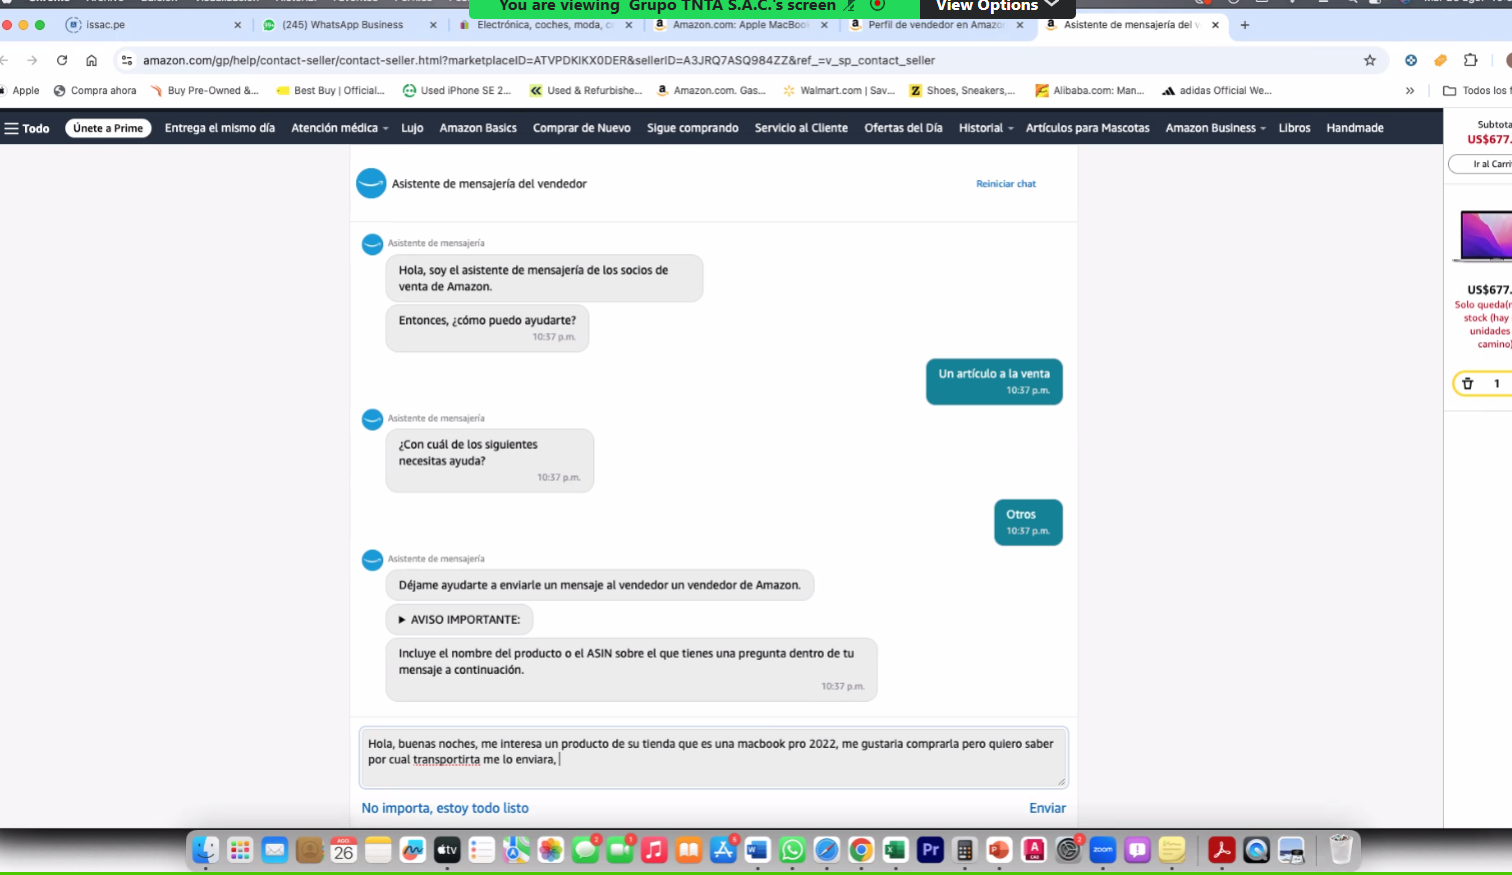 You are viewing Grupo TNTA S.A.C.'s screen
View Options
issac.pe
(245) WhatsApp Business
Electrónica, coches, moda, c
Amazon.com: Apple MacBoo
Perfil de vendedor en Amazo
Asistente de mensajería del v
amazon.com/gp/help/contact-seller/contact-seller.html?marketplaceID=ATVPDKIKX0DER&sellerID=A3JRQ7ASQ984ZZ&ref_=v_sp_contact_seller
Apple
Compra ahora
Buy Pre-Owned &...
Best Buy | Official...
Used iPhone SE 2...
Used & Refurbishe...
Amazon.com. Gas...
Walmart.com | Sav...
Shoes, Sneakers,...
Alibaba.com: Man...
adidas Official We...
Todos los f
Todo
Únete a Prime
Entrega el mismo día
Atención médica
Lujo
Amazon Basics
Comprar de Nuevo
Sigue comprando
Servicio al Cliente
Ofertas del Día
Historial
Artículos para Mascotas
Amazon Business
Libros
Handmade
Subtota
US$677.
Ir al Carri
Asistente de mensajería del vendedor
Reiniciar chat
Asistente de mensajería
Hola, soy el asistente de mensajería de los socios de
venta de Amazon.
Entonces, ¿cómo puedo ayudarte?
10:37 p.m.
Un artículo a la venta
10:37 p.m.
Asistente de mensajería
¿Con cuál de los siguientes
necesitas ayuda?
10:37 p.m.
Otros
10:37 p.m.
Asistente de mensajería
Déjame ayudarte a enviarle un mensaje al vendedor un vendedor de Amazon.
▶ AVISO IMPORTANTE:
Incluye el nombre del producto o el ASIN sobre el que tienes una pregunta dentro de tu
mensaje a continuación.
10:37 p.m.
Hola, buenas noches, me interesa un producto de su tienda que es una macbook pro 2022, me gustaria comprarla pero quiero saber
por cual transportirta me lo enviara,
No importa, estoy todo listo
Enviar
US$677.
Solo queda(n
stock (hay
unidades
camino)
1
AGO
26
tv
zoom
Pr